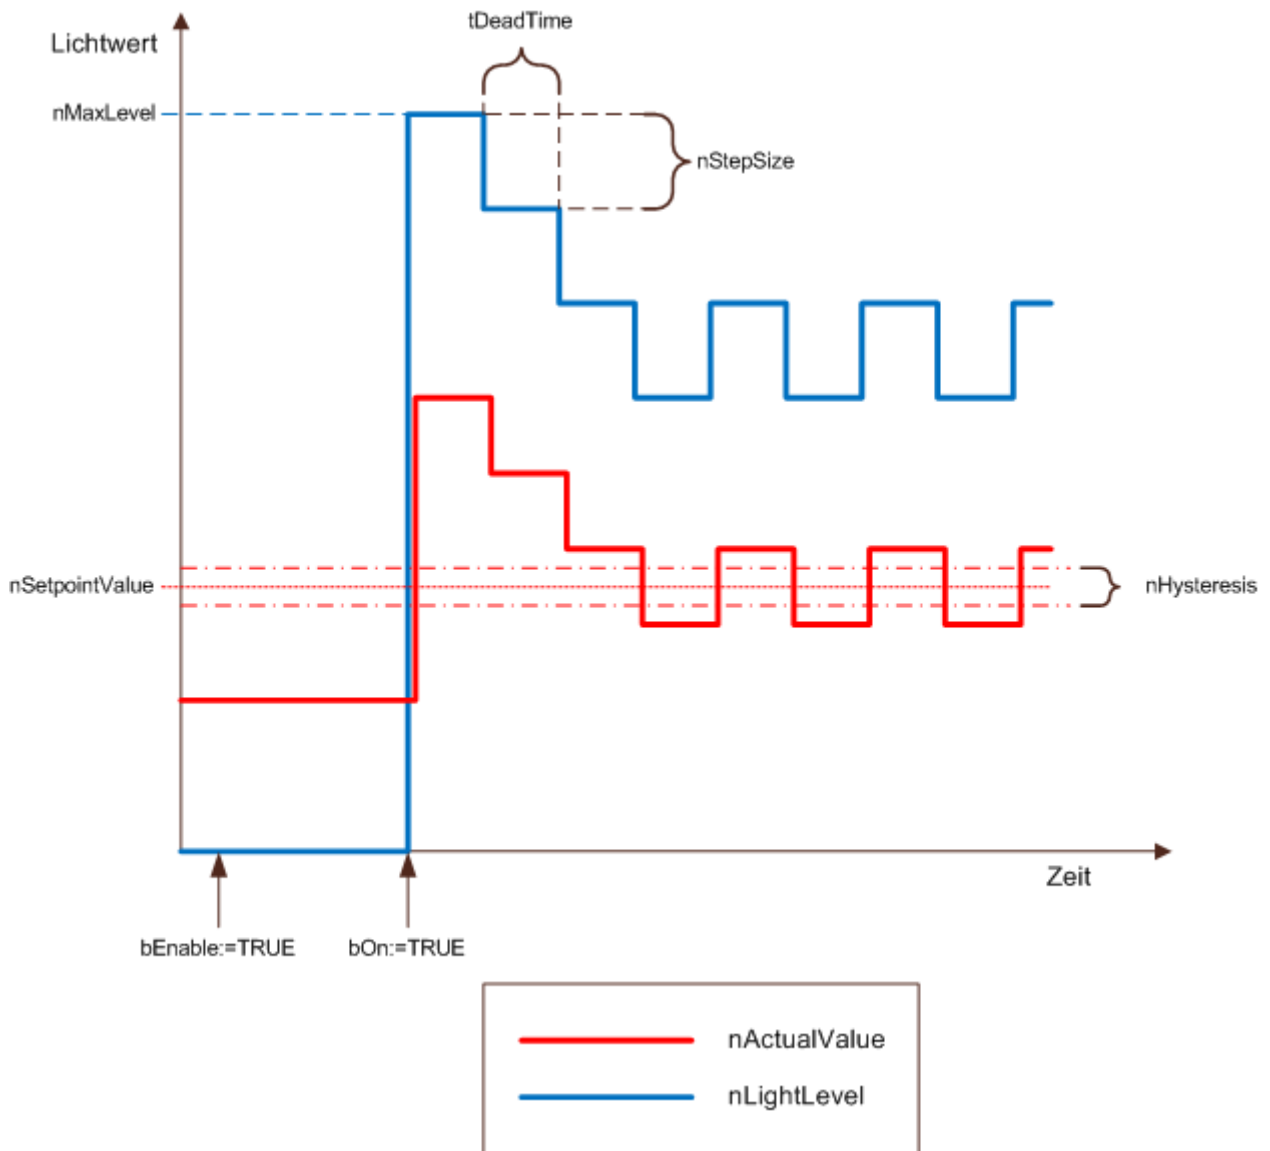 tDeadTime
Lichtwert
nMaxLevel
nStepSize
nSetpointValue
nHysteresis
Zeit
bEnable:=TRUE
bOn:=TRUE
nActualValue
nLightLevel